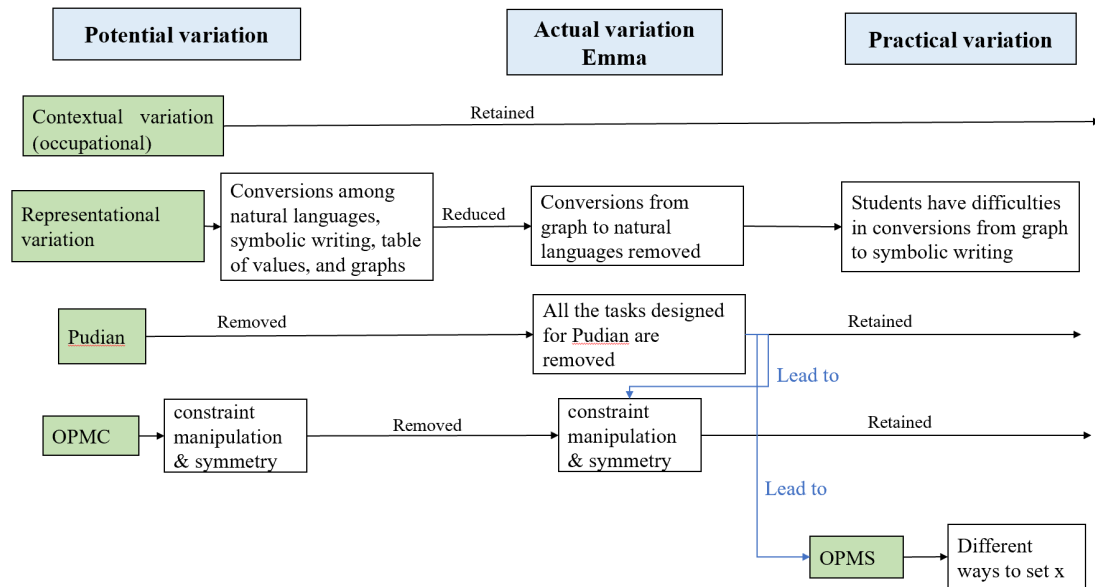 Potential variation
Actual variation
Emma
Practical variation
Contextual variation
(occupational)
Retained
Representational
variation
Conversions among
natural languages,
symbolic writing, table
of values, and graphs
Reduced
Conversions from
graph to natural
languages removed
Students have difficulties
in conversions from graph
to symbolic writing
Pudian
Removed
All the tasks designed
for Pudian are
removed
Retained
Lead to
OPMC
constraint
manipulation
& symmetry
Removed
constraint
manipulation
& symmetry
Retained
Lead to
OPMS
Different
ways to set x